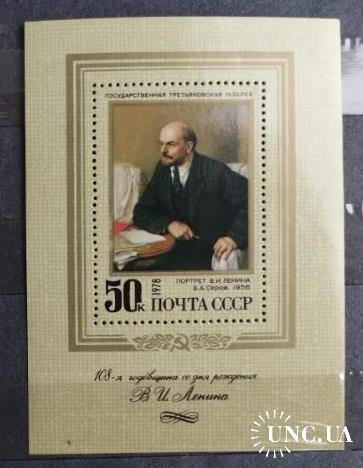 ГОСУДАРСТВЕННАЯ ТРЕТЬЯКОВСКАЯ ГАЛЕРЕЯ
ПОРТРЕТ В.И. ЛЕНИНА
В.А. Серов. 1956
50к 1978 ПОЧТА СССР
108-я годовщина со дня рождения
В. И. Ленина
UNC.UA